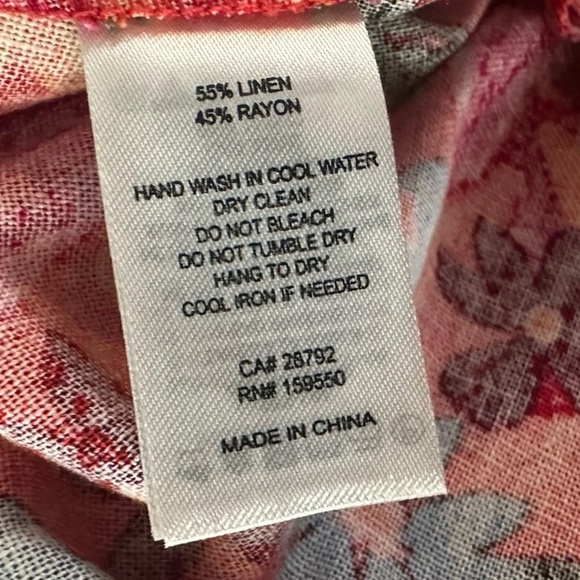 55% LINEN
45% RAYON
HAND WASH IN COOL WATER
DRY CLEAN
DO NOT BLEACH
DO NOT TUMBLE DRY
HANG TO DRY
COOL IRON IF NEEDED
CA# 28792
RN# 159550
MADE IN CHINA